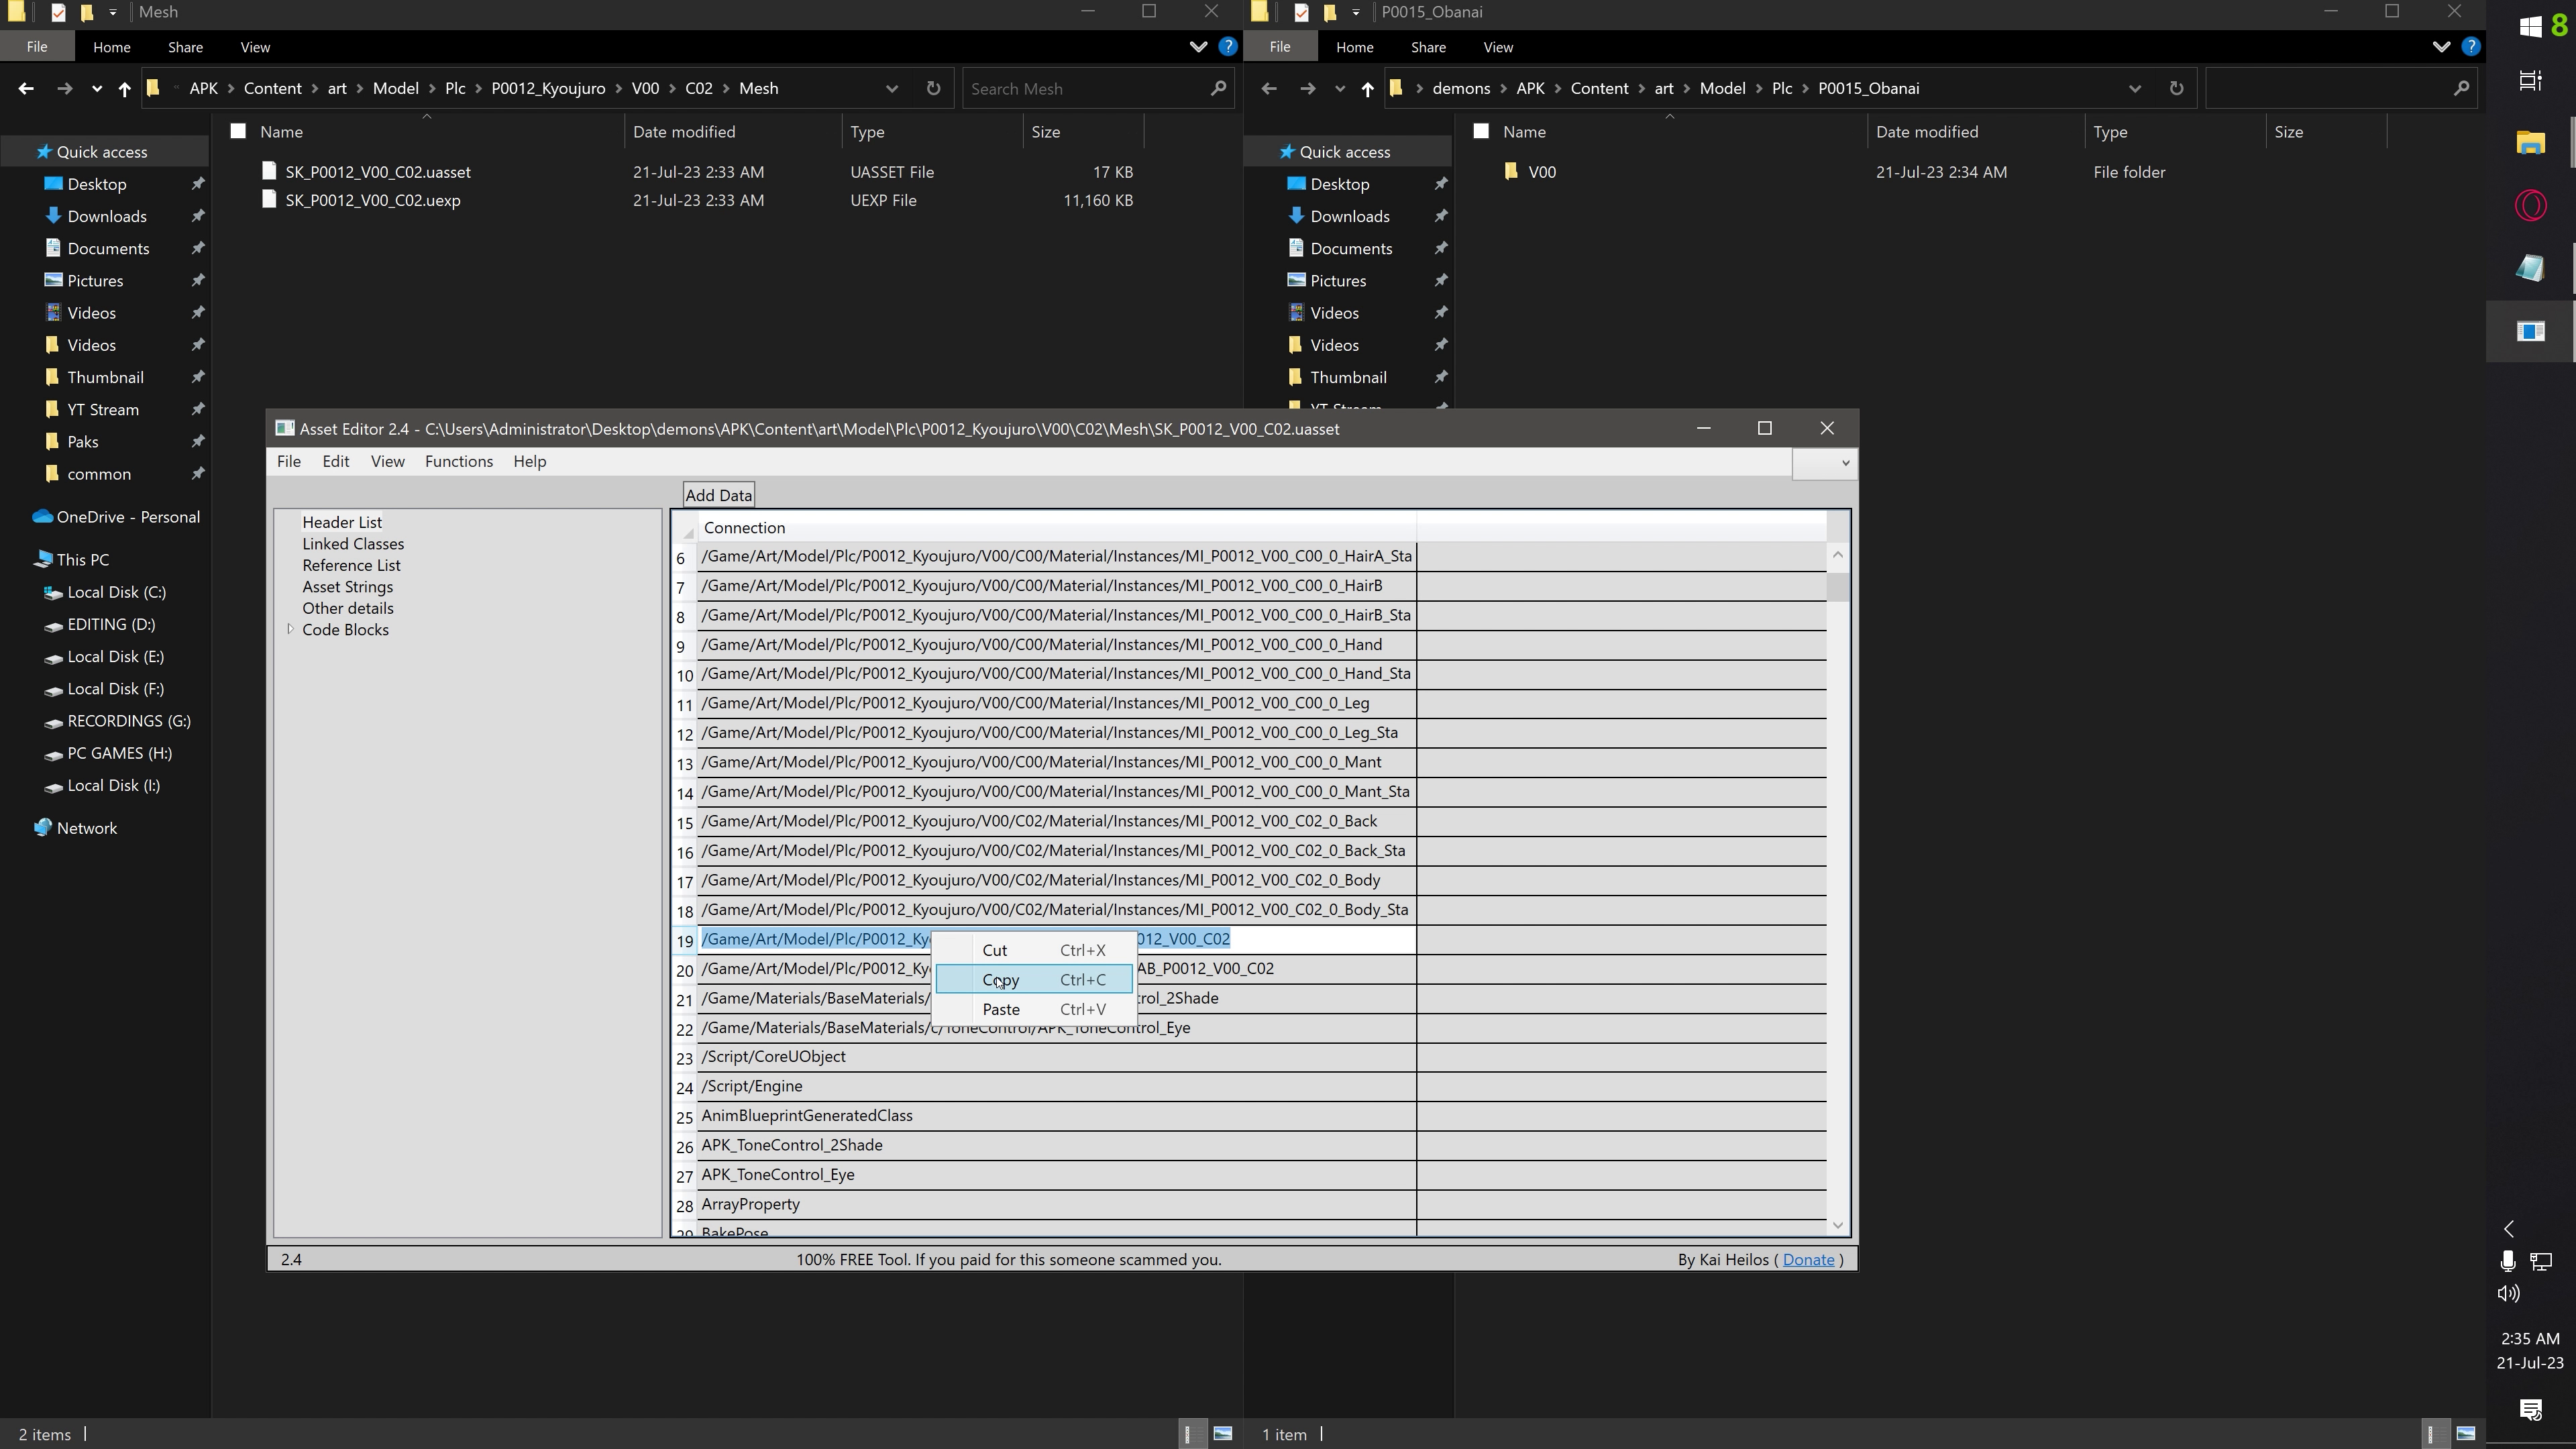 Mesh
File Home Share View
APK Content art Model Plc P0012_Kyoujuro V00 C02 Mesh
Search Mesh
Name Date modified Type Size
SK_P0012_V00_C02.uasset 21-Jul-23 2:33 AM UASSET File 17 KB
SK_P0012_V00_C02.uexp 21-Jul-23 2:33 AM UEXP File 11,160 KB
Quick access
Desktop
Downloads
Documents
Pictures
Videos
Videos
Thumbnail
YT Stream
Paks
common
OneDrive - Personal
This PC
Local Disk (C:)
EDITING (D:)
Local Disk (E:)
Local Disk (F:)
RECORDINGS (G:)
PC GAMES (H:)
Local Disk (I:)
Network
2 items
P0015_Obanai
File Home Share View
demons APK Content art Model Plc P0015_Obanai
Name Date modified Type Size
V00 21-Jul-23 2:34 AM File folder
Quick access
Desktop
Downloads
Documents
Pictures
Videos
Videos
Thumbnail
YT Stream
1 item
Asset Editor 2.4 - C:\Users\Administrator\Desktop\demons\APK\Content\art\Model\Plc\P0012_Kyoujuro\V00\C02\Mesh\SK_P0012_V00_C02.uasset
File Edit View Functions Help
Add Data
Header List
Linked Classes
Reference List
Asset Strings
Other details
Code Blocks
Connection
6 /Game/Art/Model/Plc/P0012_Kyoujuro/V00/C00/Material/Instances/MI_P0012_V00_C00_0_HairA_Sta
7 /Game/Art/Model/Plc/P0012_Kyoujuro/V00/C00/Material/Instances/MI_P0012_V00_C00_0_HairB
8 /Game/Art/Model/Plc/P0012_Kyoujuro/V00/C00/Material/Instances/MI_P0012_V00_C00_0_HairB_Sta
9 /Game/Art/Model/Plc/P0012_Kyoujuro/V00/C00/Material/Instances/MI_P0012_V00_C00_0_Hand
10 /Game/Art/Model/Plc/P0012_Kyoujuro/V00/C00/Material/Instances/MI_P0012_V00_C00_0_Hand_Sta
11 /Game/Art/Model/Plc/P0012_Kyoujuro/V00/C00/Material/Instances/MI_P0012_V00_C00_0_Leg
12 /Game/Art/Model/Plc/P0012_Kyoujuro/V00/C00/Material/Instances/MI_P0012_V00_C00_0_Leg_Sta
13 /Game/Art/Model/Plc/P0012_Kyoujuro/V00/C00/Material/Instances/MI_P0012_V00_C00_0_Mant
14 /Game/Art/Model/Plc/P0012_Kyoujuro/V00/C00/Material/Instances/MI_P0012_V00_C00_0_Mant_Sta
15 /Game/Art/Model/Plc/P0012_Kyoujuro/V00/C02/Material/Instances/MI_P0012_V00_C02_0_Back
16 /Game/Art/Model/Plc/P0012_Kyoujuro/V00/C02/Material/Instances/MI_P0012_V00_C02_0_Back_Sta
17 /Game/Art/Model/Plc/P0012_Kyoujuro/V00/C02/Material/Instances/MI_P0012_V00_C02_0_Body
18 /Game/Art/Model/Plc/P0012_Kyoujuro/V00/C02/Material/Instances/MI_P0012_V00_C02_0_Body_Sta
19 /Game/Art/Model/Plc/P0012_Ky 012_V00_C02
20 /Game/Art/Model/Plc/P0012_Ky AB_P0012_V00_C02
21 /Game/Materials/BaseMaterials/ rol_2Shade
22 /Game/Materials/BaseMaterials/c/ToneControl/APK_ToneControl_Eye
23 /Script/CoreUObject
24 /Script/Engine
25 AnimBlueprintGeneratedClass
26 APK_ToneControl_2Shade
27 APK_ToneControl_Eye
28 ArrayProperty
29 BakePose
Cut Ctrl+X
Copy Ctrl+C
Paste Ctrl+V
2.4 100% FREE Tool. If you paid for this someone scammed you. By Kai Heilos ( Donate )
8
2:35 AM
21-Jul-23